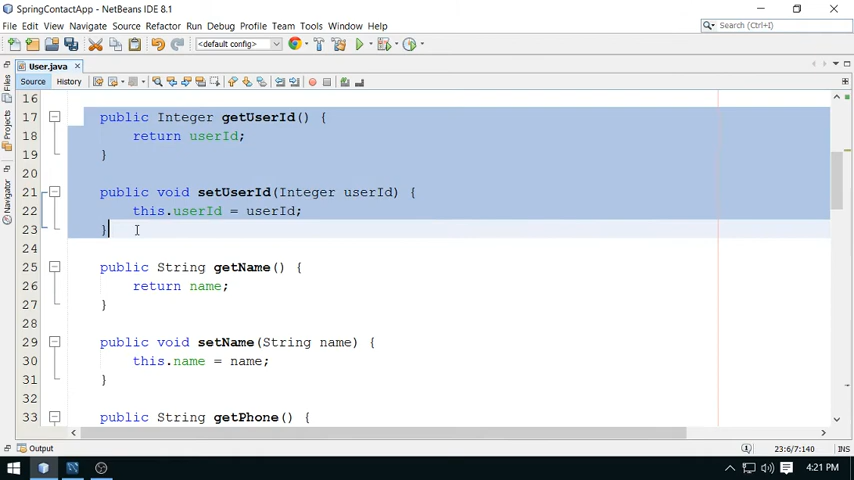 SpringContactApp - NetBeans IDE 8.1
File Edit View Navigate Source Refactor Run Debug Profile Team Tools Window Help
Search (Ctrl+I)
<default config>
User.java
Source History
16
17 public Integer getUserId() {
18 return userId;
19 }
20
21 public void setUserId(Integer userId) {
22 this.userId = userId;
23 }
24
25 public String getName() {
26 return name;
27 }
28
29 public void setName(String name) {
30 this.name = name;
31 }
32
33 public String getPhone() {
Files
Projects
Navigator
Output
23:6/7:140 INS
4:21 PM